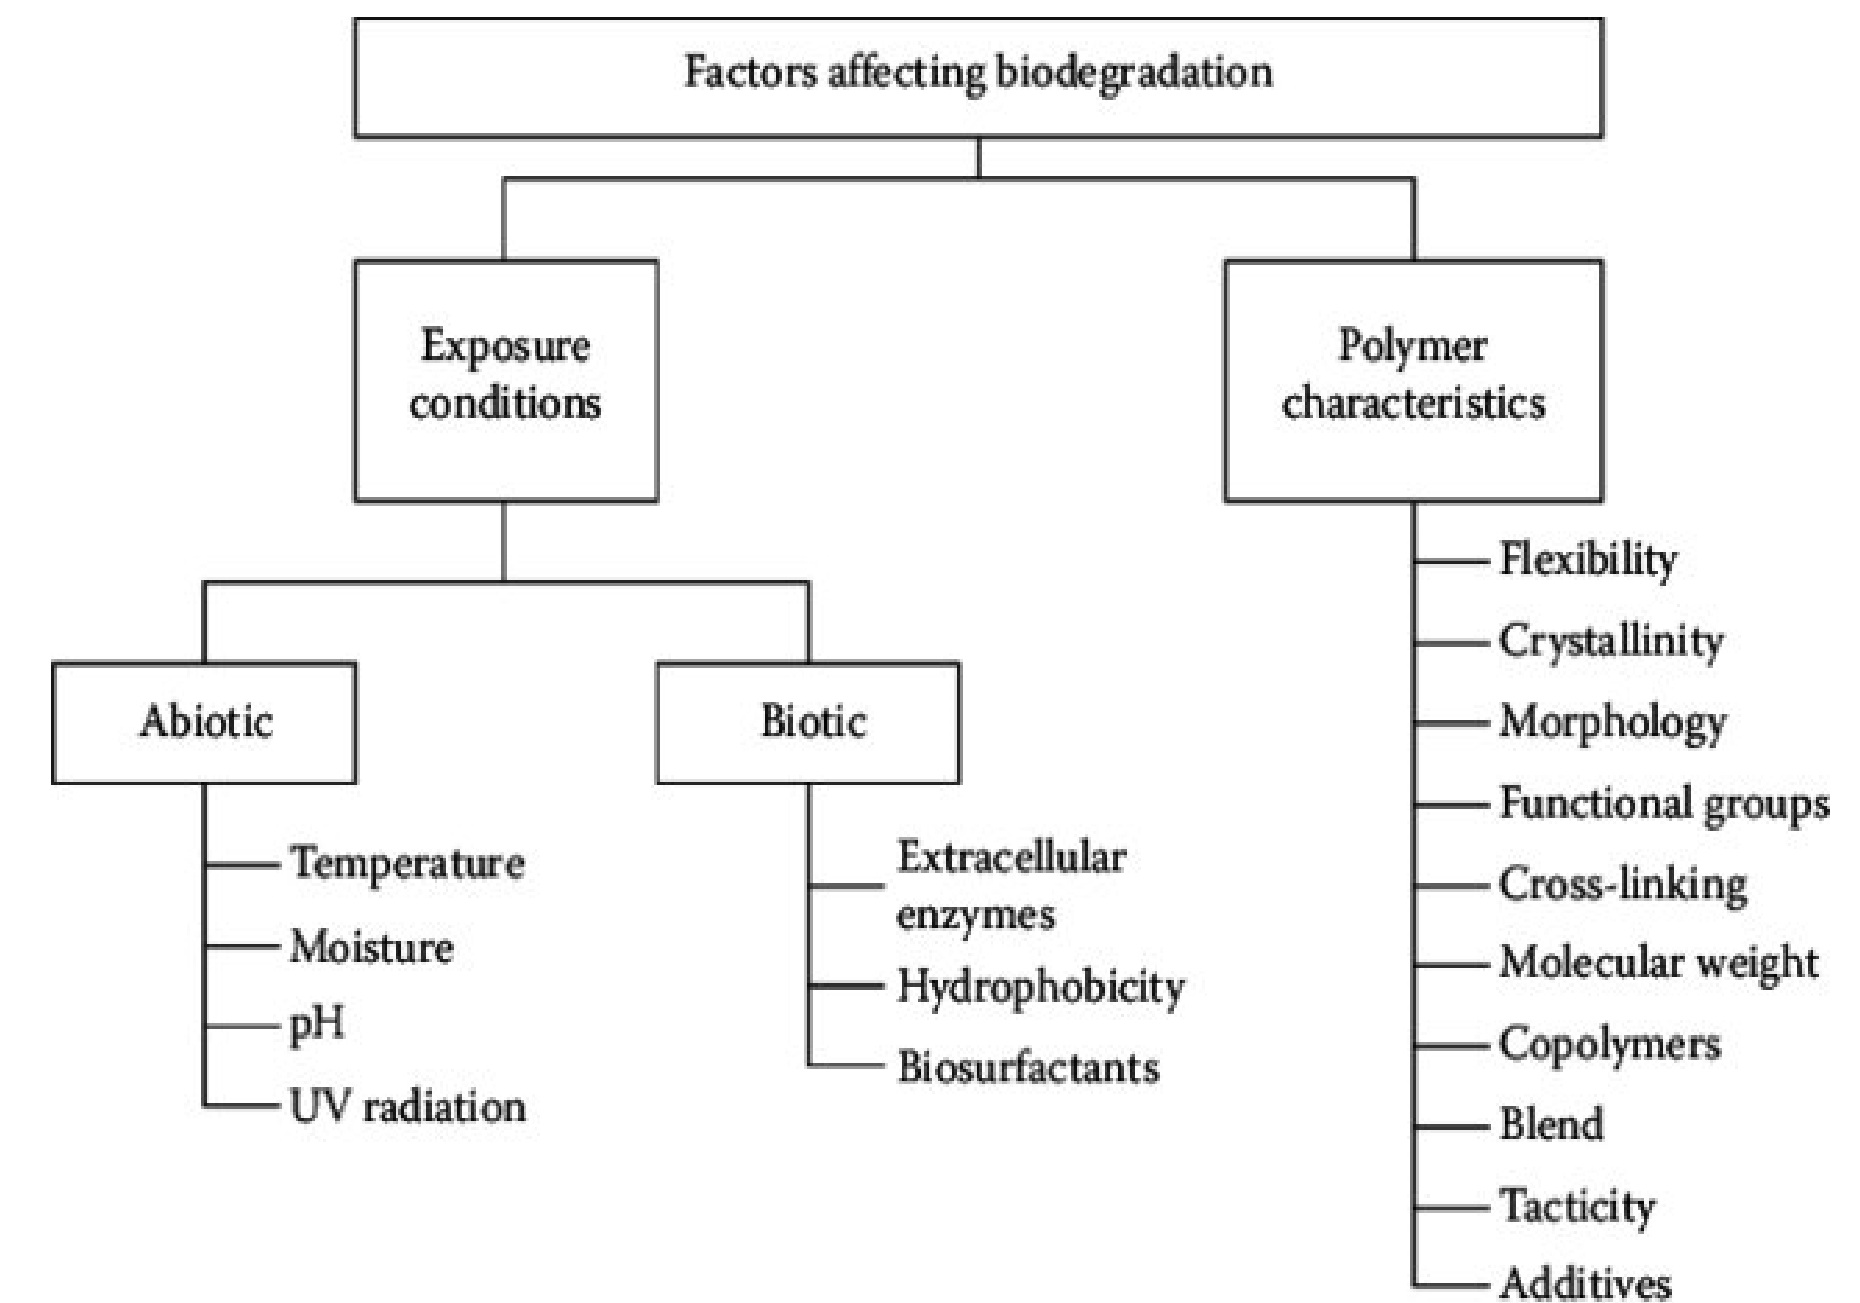 Factors affecting biodegradation
Exposure
conditions
Polymer
characteristics
Abiotic
Temperature
Moisture
pH
UV radiation
Biotic
Extracellular
enzymes
Hydrophobicity
Biosurfactants
Flexibility
Crystallinity
Morphology
Functional groups
Cross-linking
Molecular weight
Copolymers
Blend
Tacticity
Additives